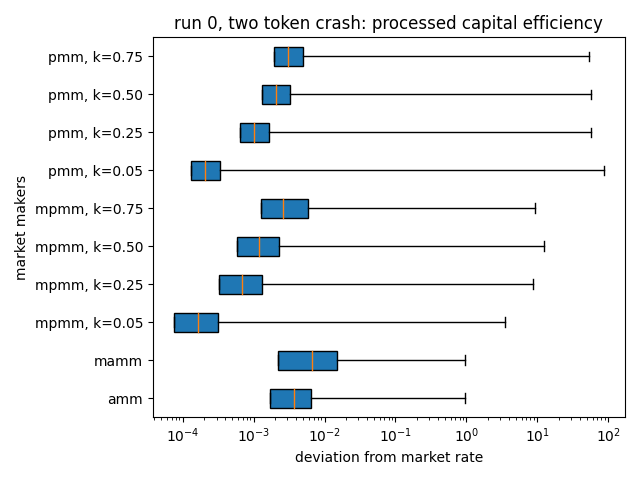 run 0, two token crash: processed capital efficiency
market makers
pmm, k=0.75
pmm, k=0.50
pmm, k=0.25
pmm, k=0.05
mpmm, k=0.75
mpmm, k=0.50
mpmm, k=0.25
mpmm, k=0.05
mamm
amm
10⁻⁴ 10⁻³ 10⁻² 10⁻¹ 10⁰ 10¹ 10²
deviation from market rate